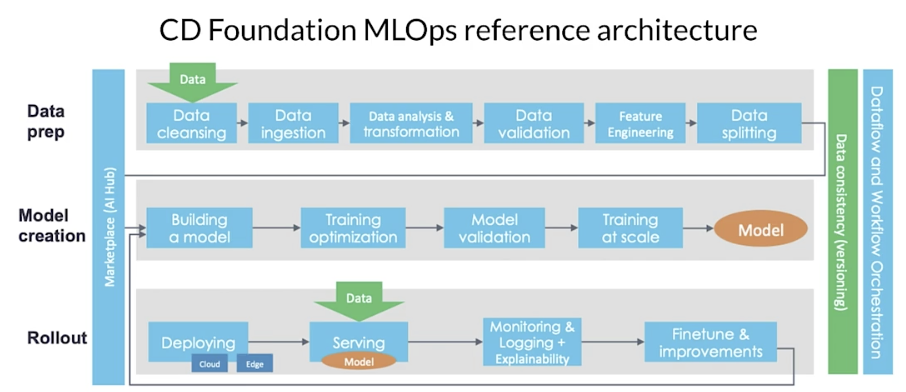 CD Foundation MLOps reference architecture
Data
prep
Marketplace (AI Hub)
Data
Data
cleansing
Data
ingestion
Data analysis &
transformation
Data
validation
Feature
Engineering
Data
splitting
Model
creation
Building
a model
Training
optimization
Model
validation
Training
at scale
Model
Rollout
Deploying
Cloud
Edge
Data
Serving
Model
Monitoring &
Logging +
Explainability
Finetune &
improvements
Data consistency (versioning)
Dataflow and Workflow Orchestration